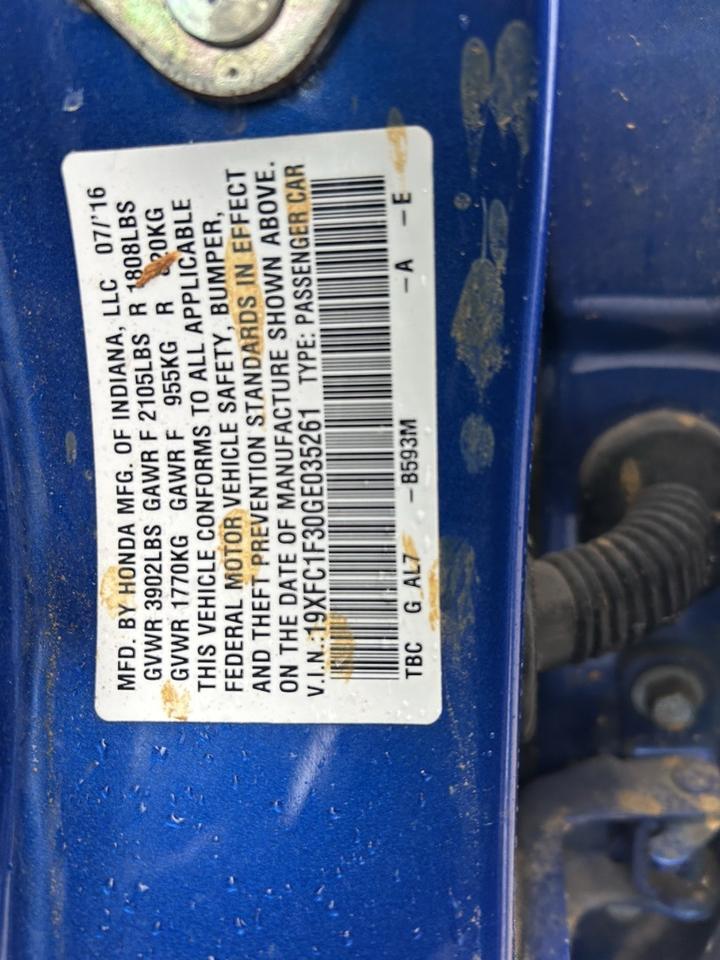 MFD. BY HONDA MFG. OF INDIANA, LLC 07/'16
GVWR 3902LBS GAWR F 2105LBS R 1808LBS
GVWR 1770KG GAWR F 955KG R 20KG
THIS VEHICLE CONFORMS TO ALL APPLICABLE
FEDERAL MOTOR VEHICLE SAFETY, BUMPER,
AND THEFT PREVENTION STANDARDS IN EFFECT
ON THE DATE OF MANUFACTURE SHOWN ABOVE.
V.I.N.: 19XFC1F30GE035261 TYPE: PASSENGER CAR
TBC G AL7 -B593M -A -E